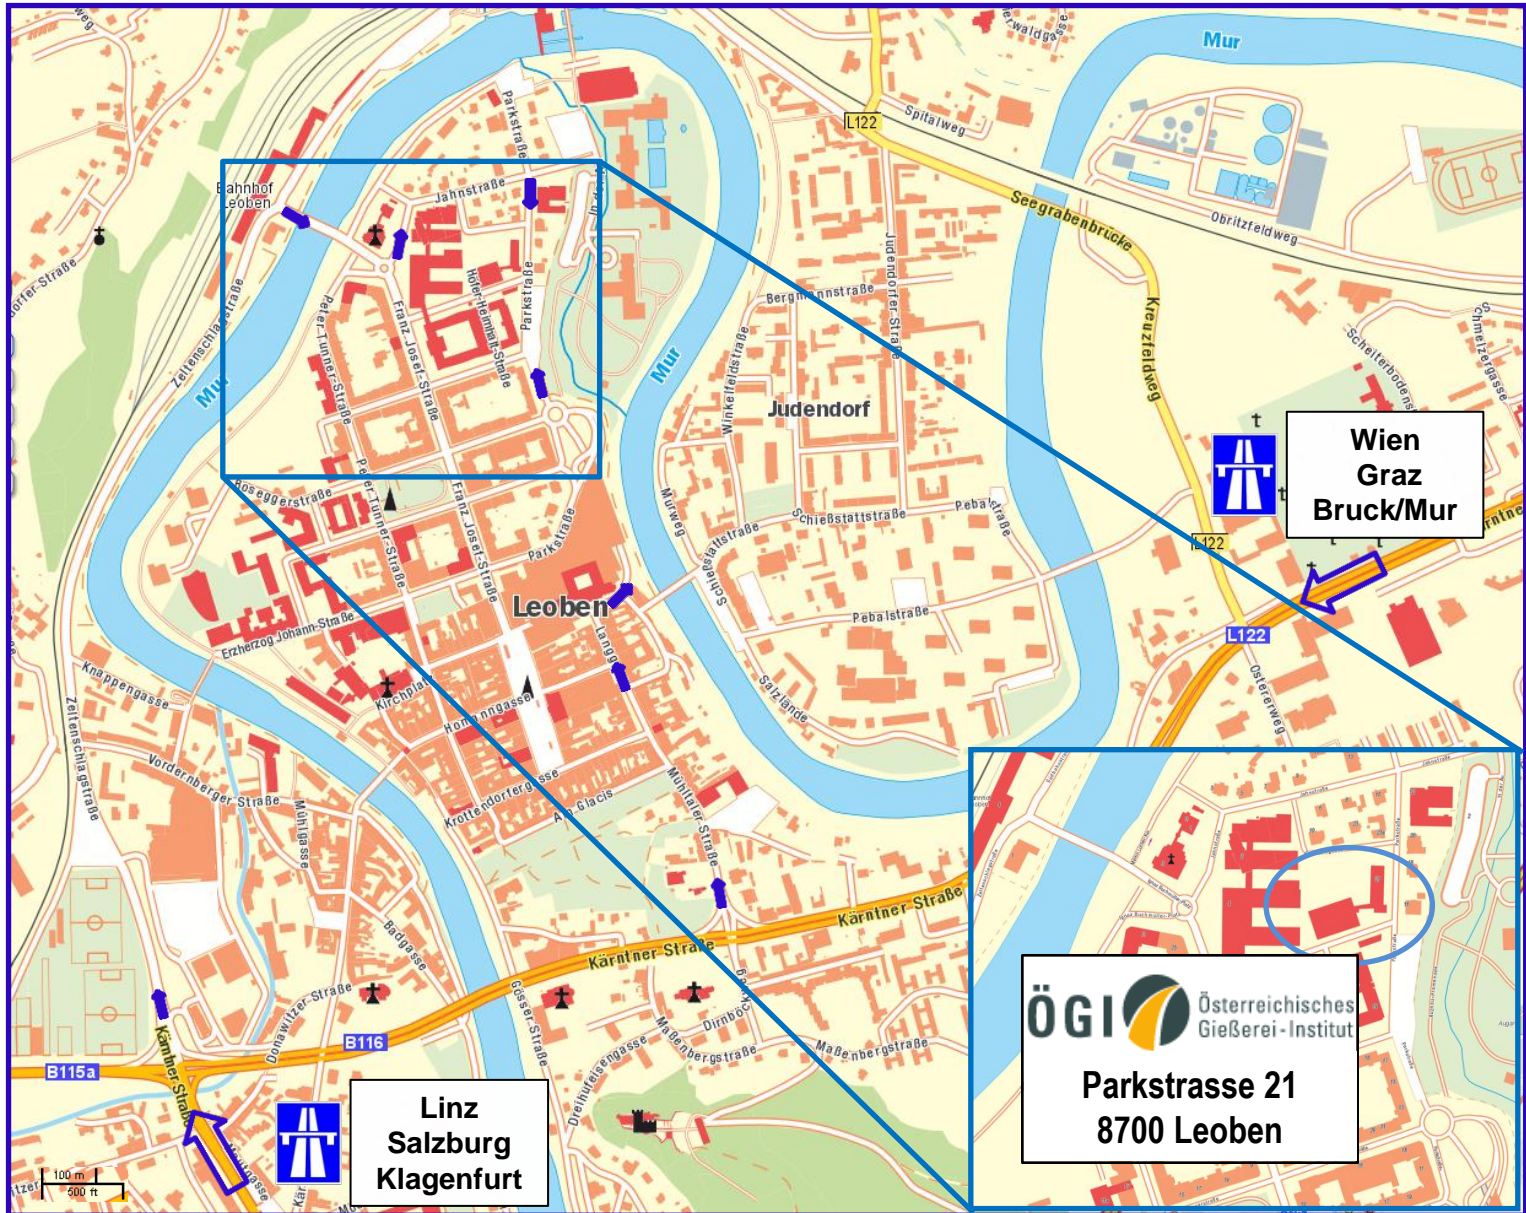 Mur
L122
Spitalweg
Parkstraße
Bahnhof
Leoben
Jahnstraße
Seegrabenbrücke
Obritzfeldweg
Judendorfer-Straße
Bergmannstraße
Zeltenschlagstraße
Peter-Tunner-Straße
Franz-Josef-Straße
Parkstraße
Winkelfeldstraße
Kreuzfeldweg
Mur
Mur
Judendorf
Wien
Graz
Bruck/Mur
Roseggerstraße
Peter-Tunner-Straße
Franz-Josef-Straße
Parkstraße
Murweg
Schießstattstraße
Schießstattstraße
Pebalstraße
L122
Leoben
Pebalstraße
L122
Erzherzog Johann-Straße
Knappengasse
Kirchplatz
Homanngasse
Salzlände
Ostererweg
Zeltenschlagstraße
Vordernberger Straße
Mühlgasse
Krottendorfergasse
Am Glacis
Mühltaler-Straße
Jahnstraße
Badgasse
Kärntner Straße
Kärntner Straße
Donawitzer-Straße
Gösser-Straße
Dirnböck
Maßenbergstraße
Maßenbergstraße
Dreihufeisengasse
B116
B115a
Kärntner-Straße
ÖGI
Österreichisches
Gießerei-Institut
Parkstrasse 21
8700 Leoben
Linz
Salzburg
Klagenfurt
100 m
500 ft